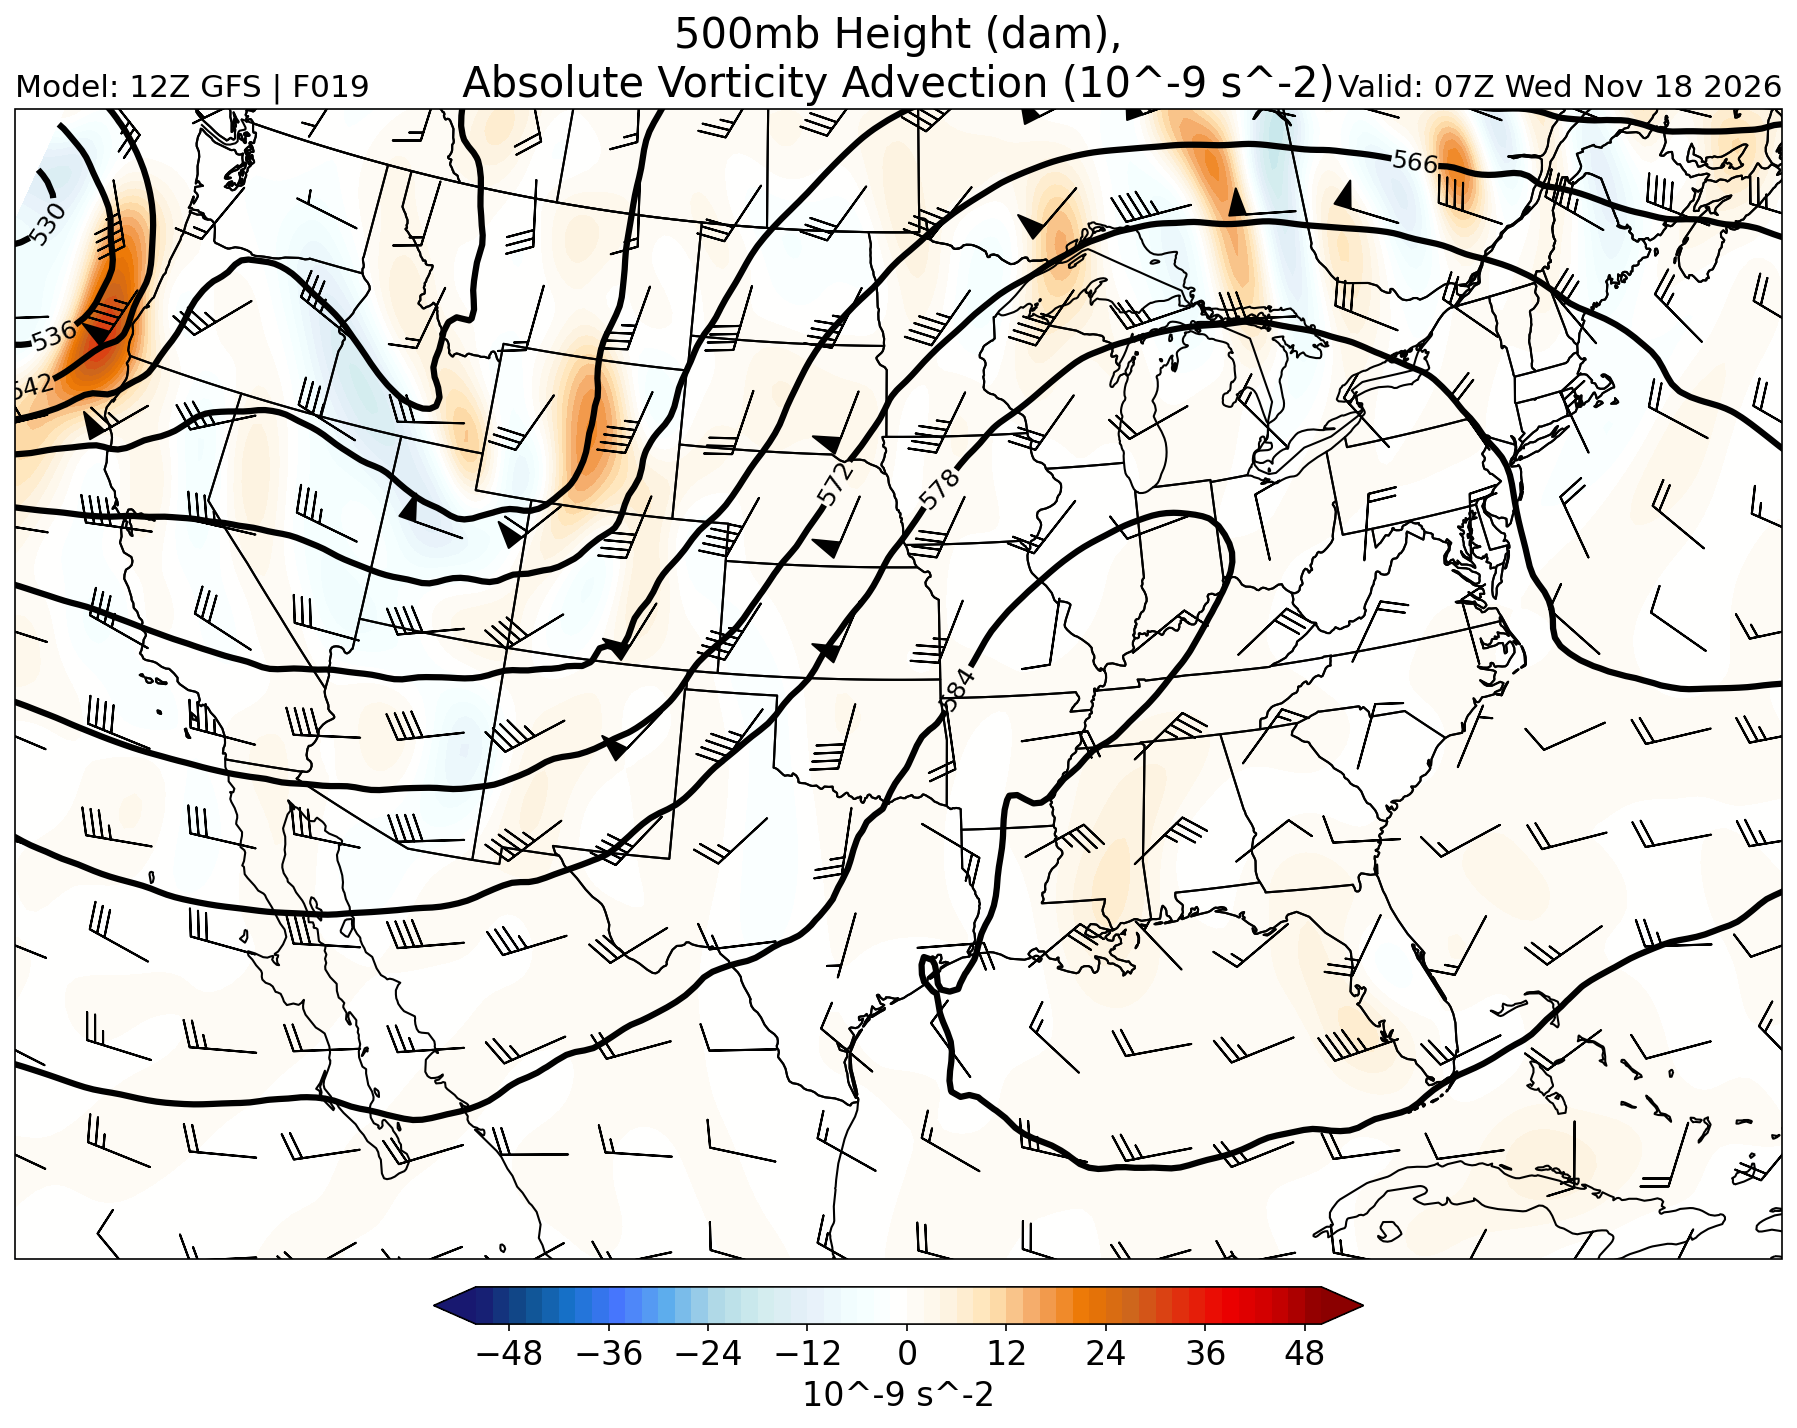 500mb Height (dam),
Model: 12Z GFS | F019 Absolute Vorticity Advection (10^-9 s^-2) Valid: 07Z Wed Nov 18 2026
566
530
536
542
572
578
584
−48 −36 −24 −12 0 12 24 36 48
10^-9 s^-2